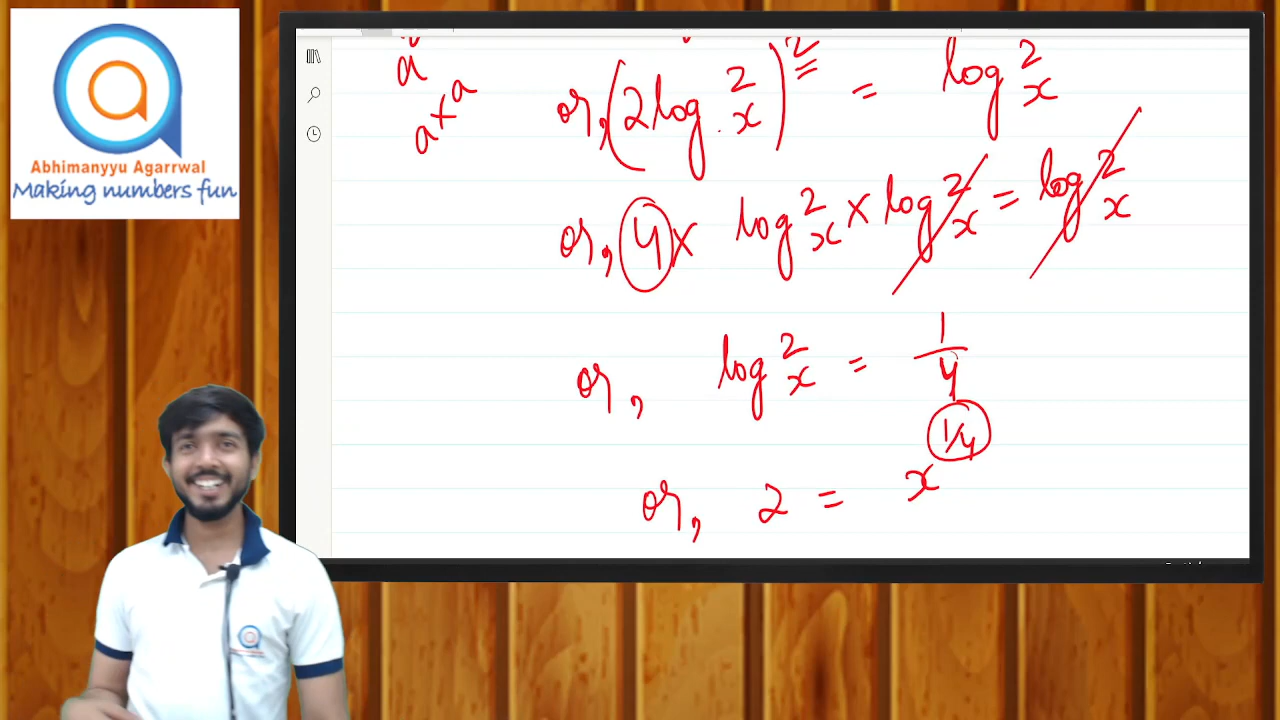 Abhimanyyu Agarrwal
Making numbers fun
a
a × a
or, (2 log 2 x)² = log 2 x
or, 4 × log 2 x × log 2 x = log 2 x
or, log 2 x = 1/4
or, 2 = x^1/4